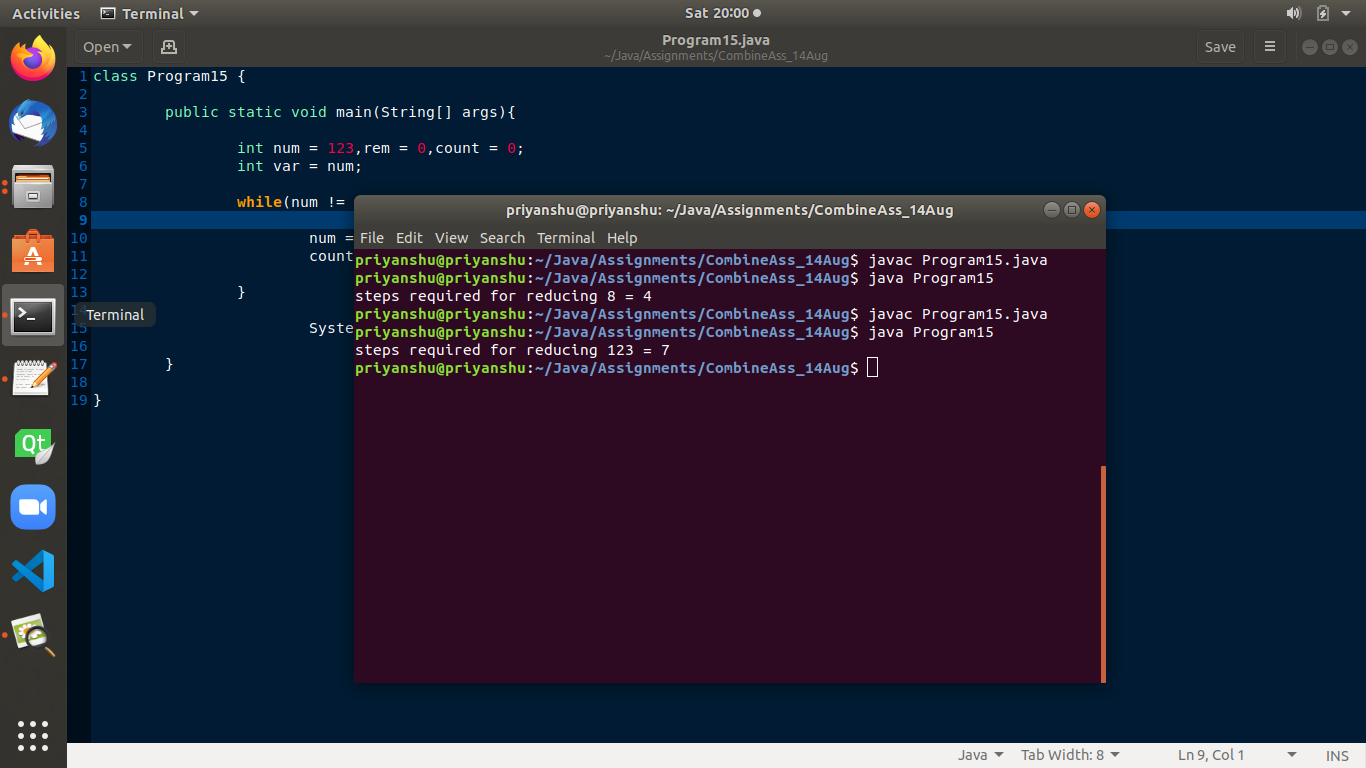 Activities Terminal Sat 20:00
Open Program15.java Save
~/Java/Assignments/CombineAss_14Aug
1 class Program15 {
2
3 public static void main(String[] args){
4
5 int num = 123,rem = 0,count = 0;
6 int var = num;
7
8 while(num !=
9
10 num =
11 count
12
13 }
14
15 Syste
16
17 }
18
19 }
Terminal
priyanshu@priyanshu: ~/Java/Assignments/CombineAss_14Aug
File Edit View Search Terminal Help
priyanshu@priyanshu:~/Java/Assignments/CombineAss_14Aug$ javac Program15.java
priyanshu@priyanshu:~/Java/Assignments/CombineAss_14Aug$ java Program15
steps required for reducing 8 = 4
priyanshu@priyanshu:~/Java/Assignments/CombineAss_14Aug$ javac Program15.java
priyanshu@priyanshu:~/Java/Assignments/CombineAss_14Aug$ java Program15
steps required for reducing 123 = 7
priyanshu@priyanshu:~/Java/Assignments/CombineAss_14Aug$
Qt
Java Tab Width: 8 Ln 9, Col 1 INS